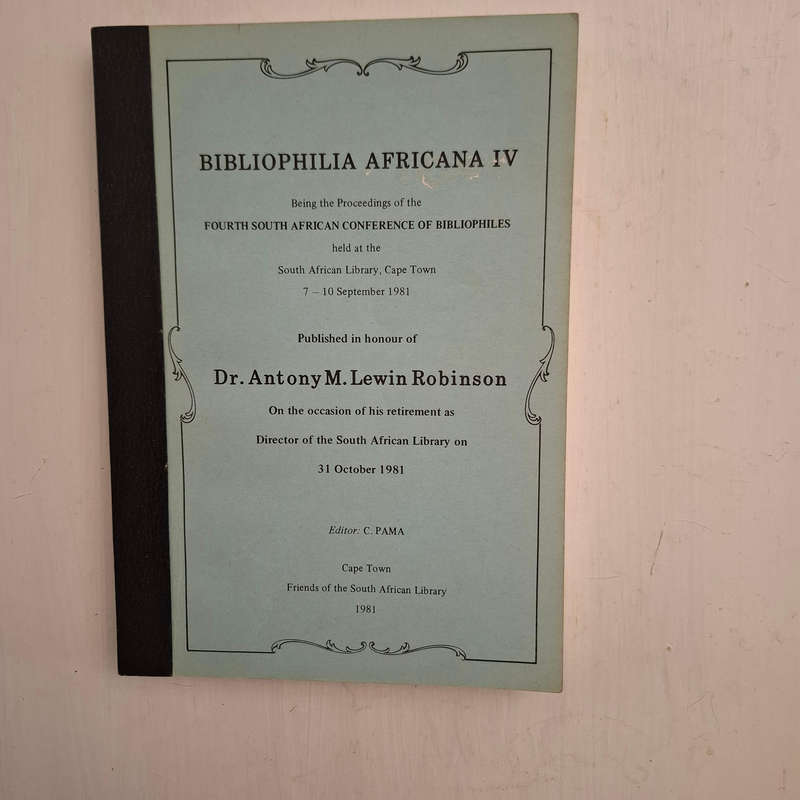 BIBLIOPHILIA AFRICANA IV
Being the Proceedings of the
FOURTH SOUTH AFRICAN CONFERENCE OF BIBLIOPHILES
held at the
South African Library, Cape Town
7 – 10 September 1981
Published in honour of
Dr. Antony M. Lewin Robinson
On the occasion of his retirement as
Director of the South African Library on
31 October 1981
Editor: C. PAMA
Cape Town
Friends of the South African Library
1981